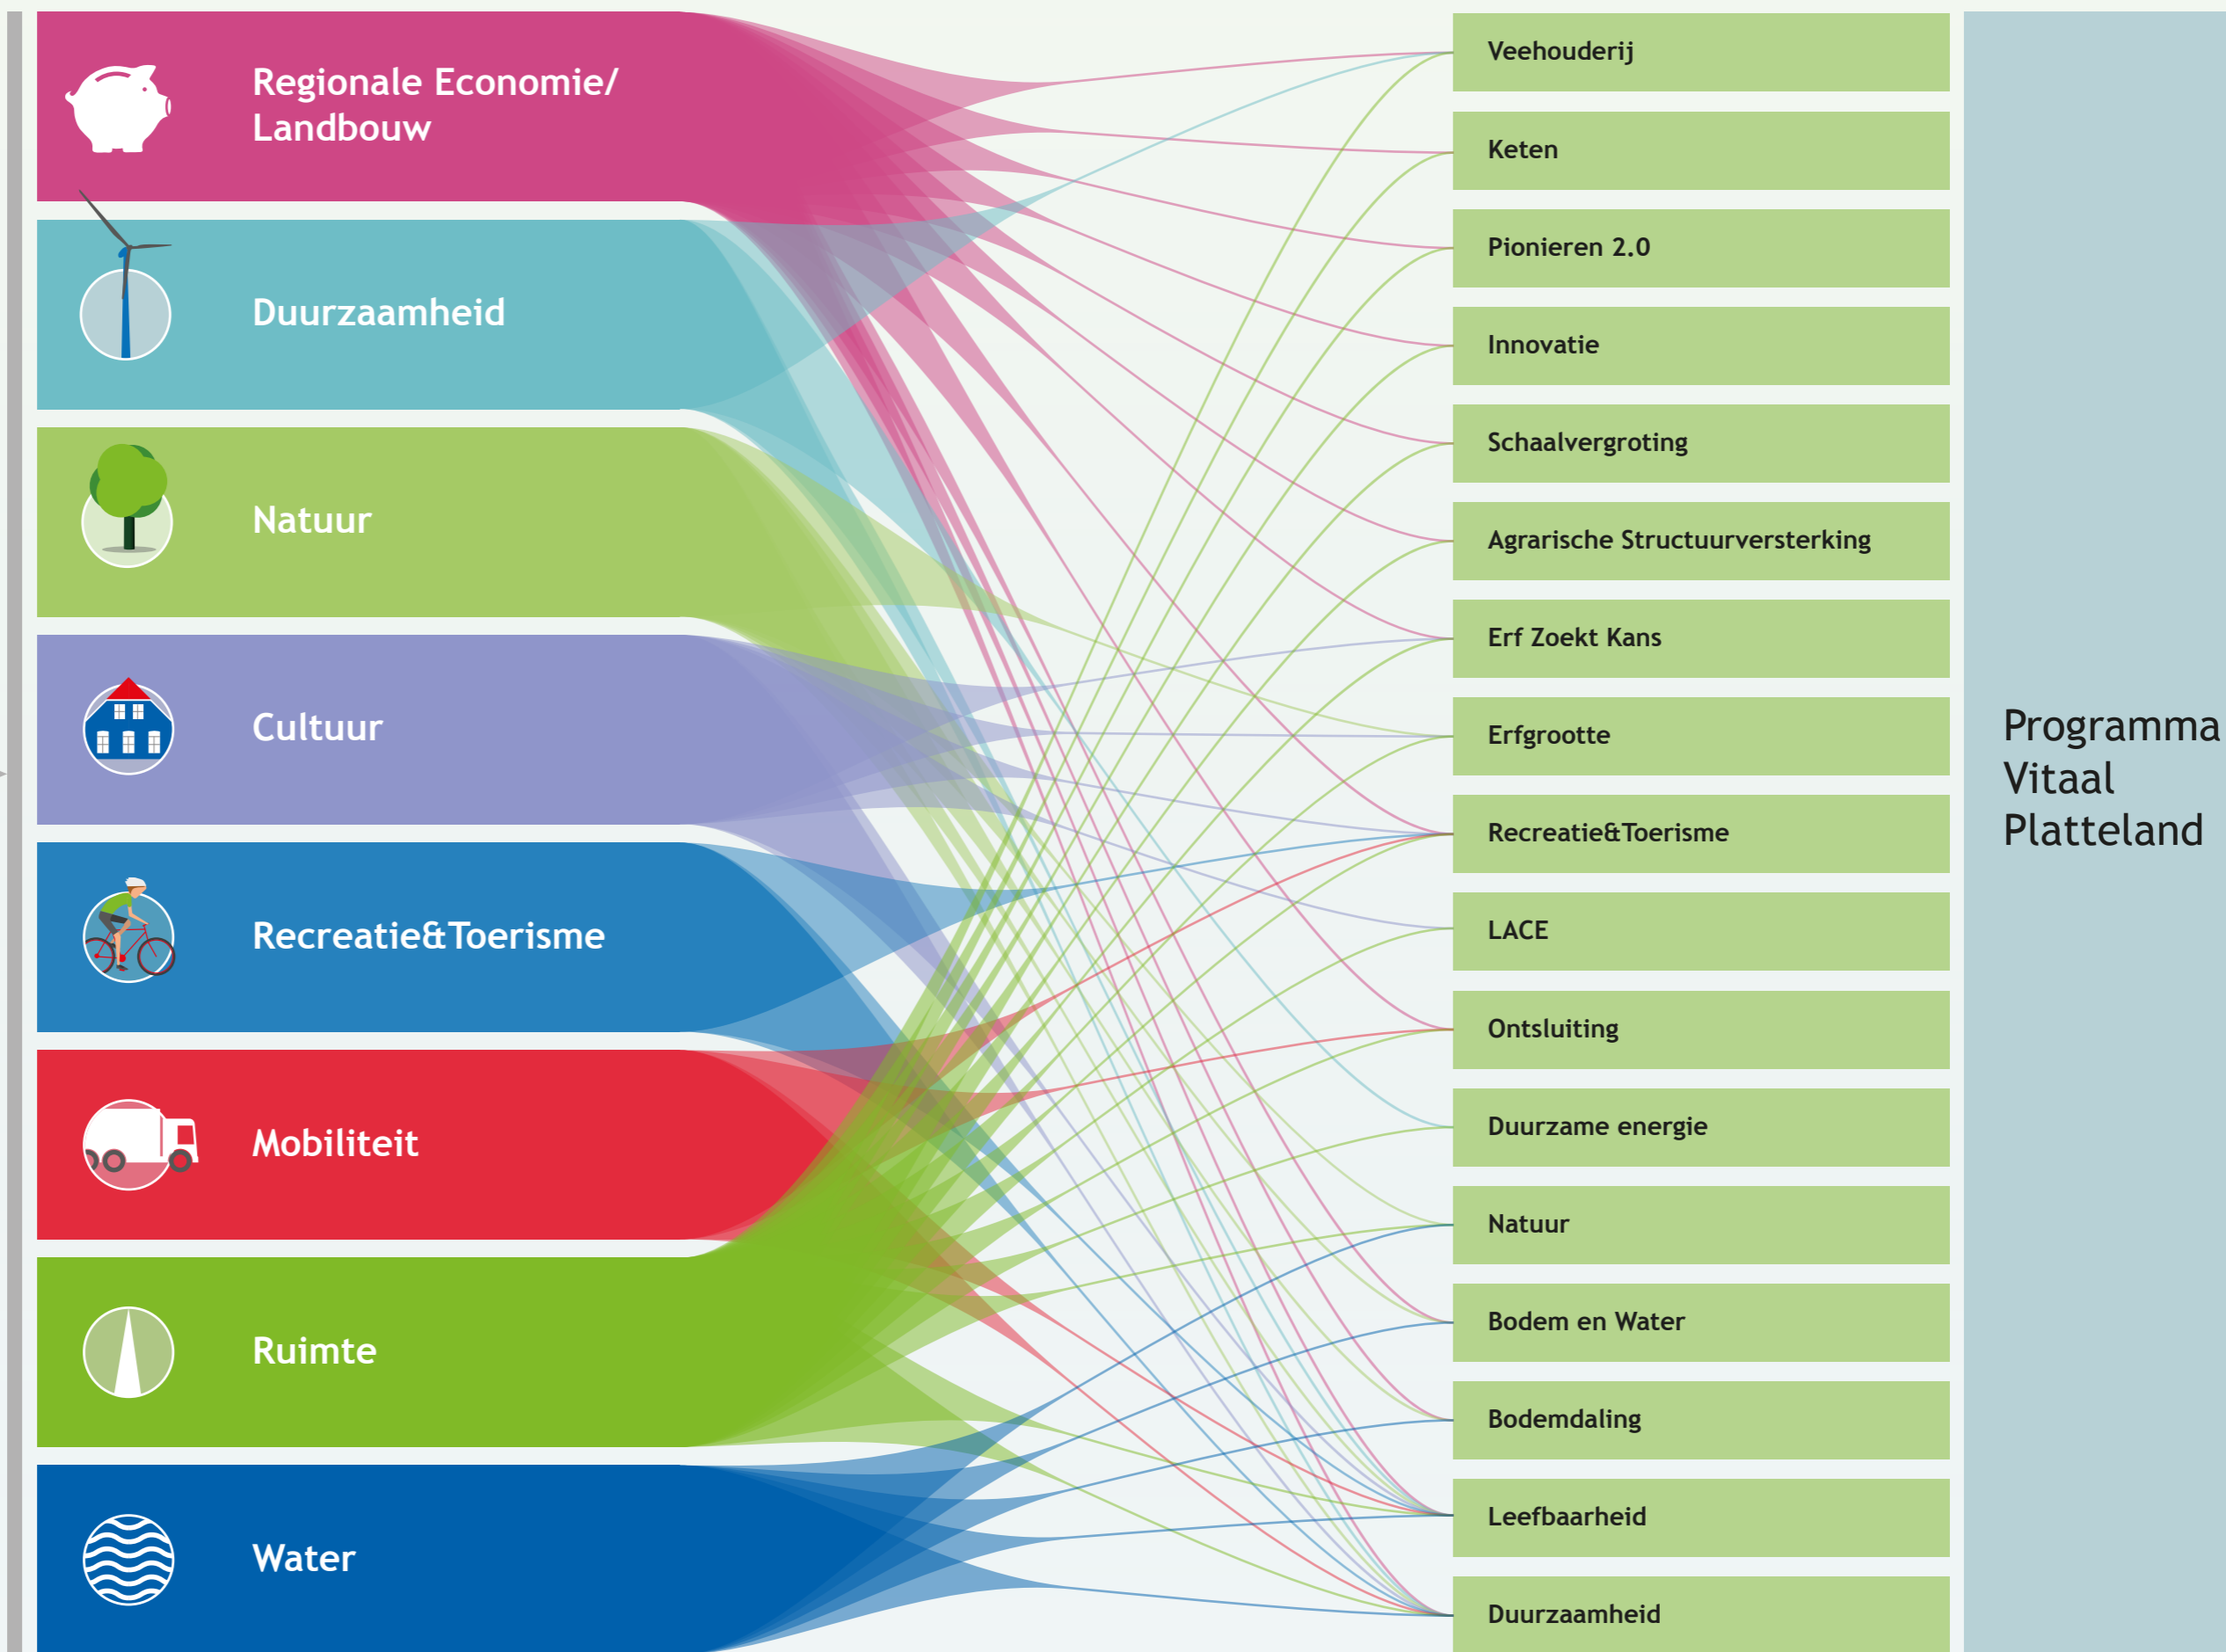 Regionale Economie/
Landbouw
Duurzaamheid
Natuur
Cultuur
Recreatie&Toerisme
Mobiliteit
Ruimte
Water
Veehouderij
Keten
Pionieren 2.0
Innovatie
Schaalvergroting
Agrarische Structuurversterking
Erf Zoekt Kans
Erfgrootte
Recreatie&Toerisme
LACE
Ontsluiting
Duurzame energie
Natuur
Bodem en Water
Bodemdaling
Leefbaarheid
Duurzaamheid
Programma
Vitaal
Platteland